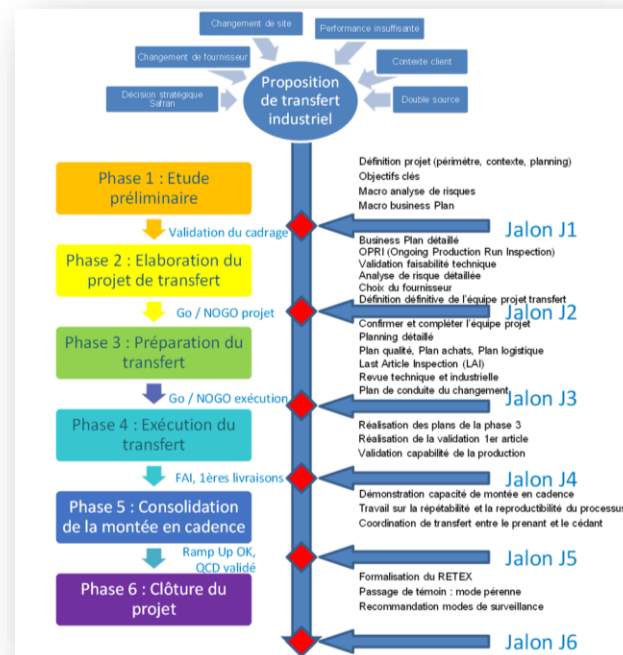 Changement de site
Performance insuffisante
Changement de fournisseur
Contexte client
Décision stratégique
Safran
Double source
Proposition
de transfert
industriel
Phase 1 : Etude
préliminaire
Définition projet (périmètre, contexte, planning)
Objectifs clés
Macro analyse de risques
Macro business Plan
Validation du cadrage
Jalon J1
Phase 2 : Elaboration du
projet de transfert
Business Plan détaillé
OPRI (Ongoing Production Run Inspection)
Validation faisabilité technique
Analyse de risque détaillée
Choix du fournisseur
Définition définitive de l'équipe projet transfert
Go / NOGO projet
Jalon J2
Phase 3 : Préparation du
transfert
Confirmer et compléter l'équipe projet
Planning détaillé
Plan qualité, Plan achats, Plan logistique
Last Article Inspection (LAI)
Revue technique et industrielle
Plan de conduite du changement
Go / NOGO exécution
Jalon J3
Phase 4 : Exécution du
transfert
Réalisation des plans de la phase 3
Réalisation de la validation 1er article
Validation capabilité de la production
FAI, 1ères livraisons
Jalon J4
Phase 5 : Consolidation
de la montée en cadence
Démonstration capacité de montée en cadence
Travail sur la répétabilité et la reproductibilité du processus
Coordination de transfert entre le prenant et le cédant
Ramp Up OK,
QCD validé
Jalon J5
Phase 6 : Clôture du
projet
Formalisation du RETEX
Passage de témoin : mode pérenne
Recommandation modes de surveillance
Jalon J6